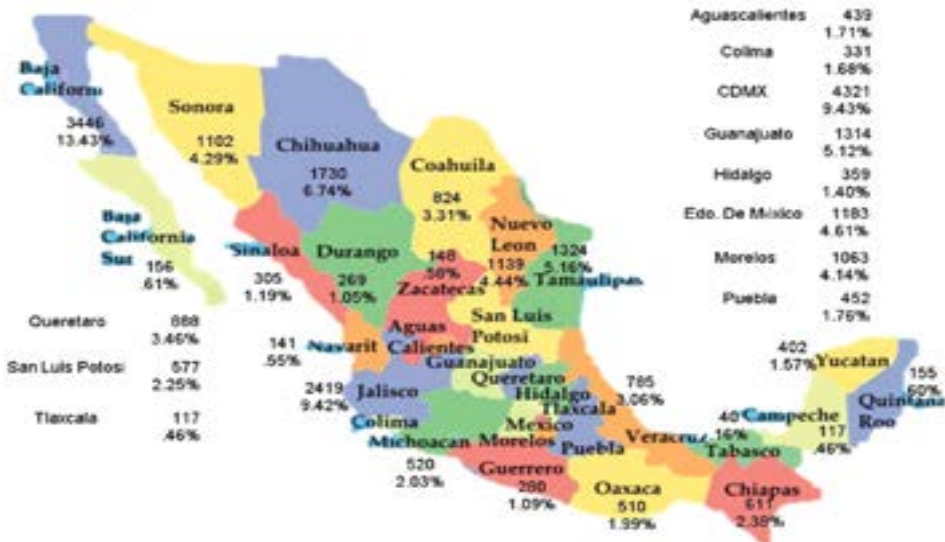 Aguascalientes 439
1.71%
Colima 331
1.68%
CDMX 4321
9.43%
Guanajuato 1314
5.12%
Hidalgo 359
1.40%
Edo. De México 1183
4.61%
Morelos 1063
4.14%
Puebla 452
1.76%
Baja
Californi
3446
13.43%
Sonora
1102
4.29%
Chihuahua
1730
6.74%
Coahuila
824
3.31%
Nuevo
Leon
1139
4.44%
1324
5.16%
Tamaulipas
Baja
California
Sur
156
.61%
Sinaloa
305
1.19%
Durango
269
1.05%
148
.58%
Zacatecas
San Luis
Potosi
Aguas
Calientes
141
.55%
Nayarit
Guanajuato
Queretaro
Hidalgo
Tlaxcala
Mexico
Morelos
Puebla
2419
9.42%
Jalisco
Colima
Michoacan
520
2.03%
Guerrero
280
1.09%
785
3.06%
Veracruz
Oaxaca
510
1.99%
40
.16%
Tabasco
Chiapas
611
2.38%
Campeche
117
.46%
402
1.57%
Yucatan
155
.60%
Quintana
Roo
Queretaro 888
3.46%
San Luis Potosi 577
2.25%
Tlaxcala 117
.46%